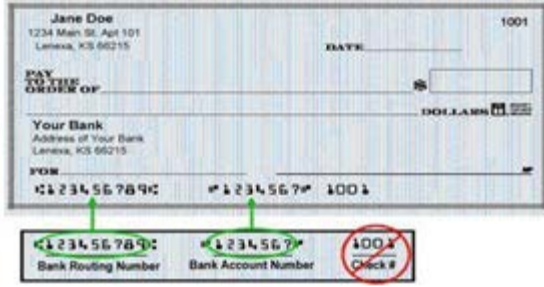 Jane Doe
1001
1234 Main St. Apt 101
Lenexa, KS 66215
DATE
PAY
TO THE
ORDER OF
$
DOLLARS
Your Bank
Address of Your Bank
Lenexa, KS 66215
FOR
⑆123456789⑆ ⑈1234567⑈ 1001
⑆123456789⑆ ⑈1234567⑈ 1001
Bank Routing Number Bank Account Number Check #